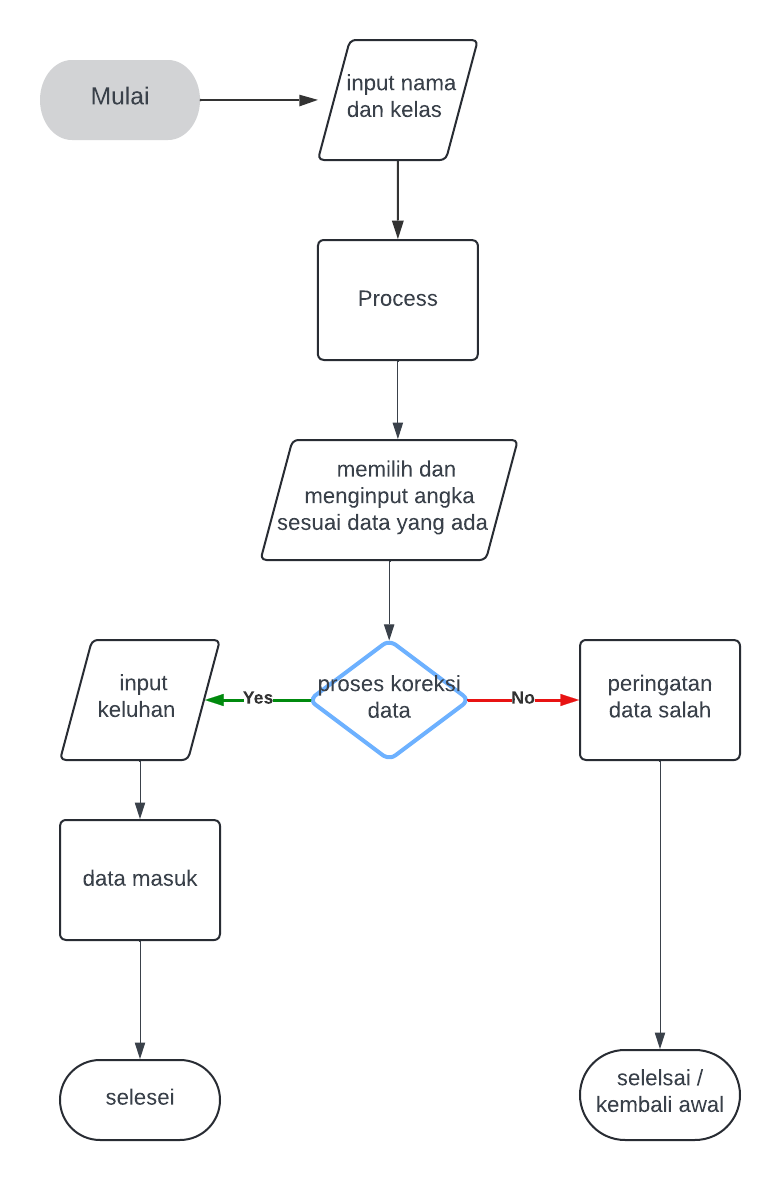 Mulai
input nama
dan kelas
Process
memilih dan
menginput angka
sesuai data yang ada
proses koreksi
data
Yes
No
input
keluhan
peringatan
data salah
data masuk
selesei
selelsai /
kembali awal